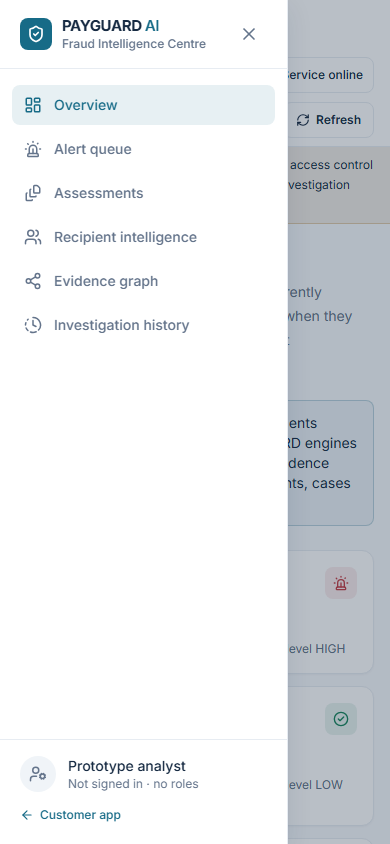 PAYGUARD AI
Fraud Intelligence Centre
Service online
Overview
Refresh
Alert queue
access control
vestigation
Assessments
Recipient intelligence
Evidence graph
rently
when they
Investigation history
ents
RD engines
dence
nts, cases
evel HIGH
Prototype analyst
Not signed in · no roles
evel LOW
Customer app